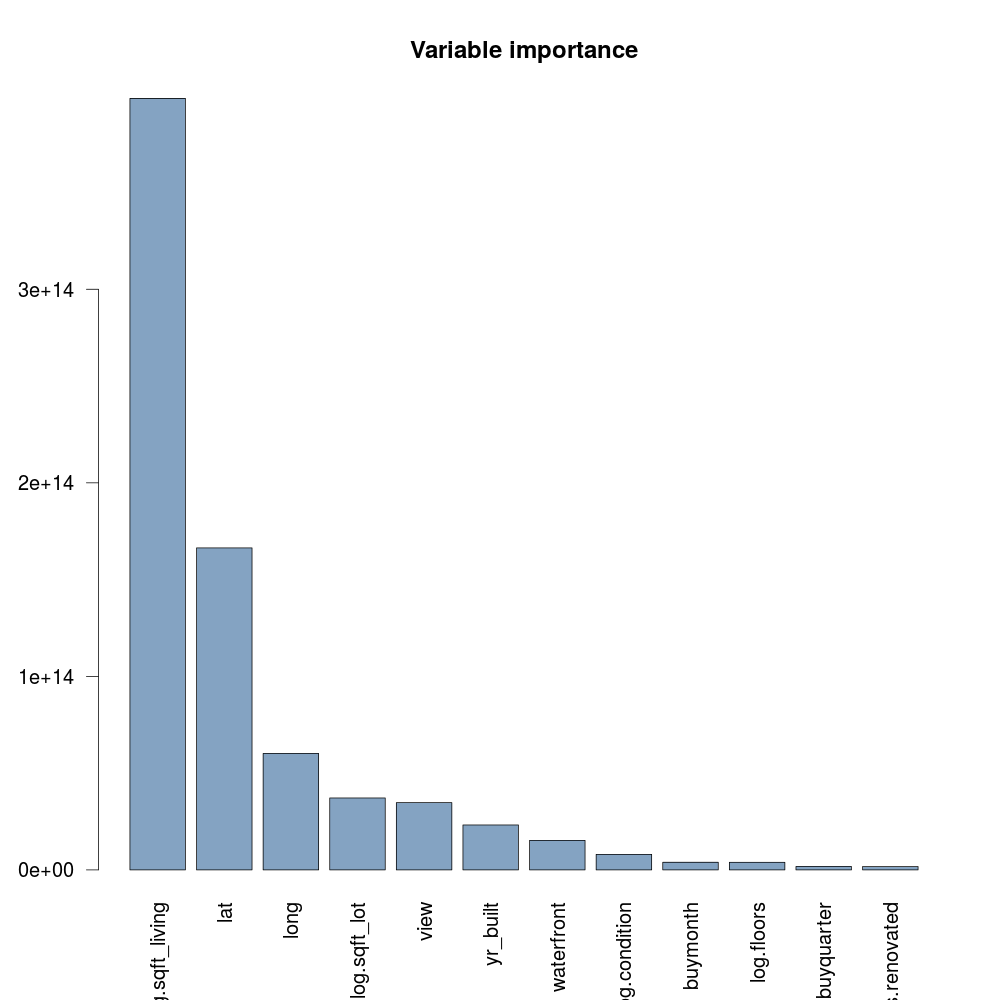 Variable importance
3e+14
2e+14
1e+14
0e+00
g.sqft_living
lat
long
log.sqft_lot
view
yr_built
waterfront
og.condition
buymonth
log.floors
buyquarter
s.renovated